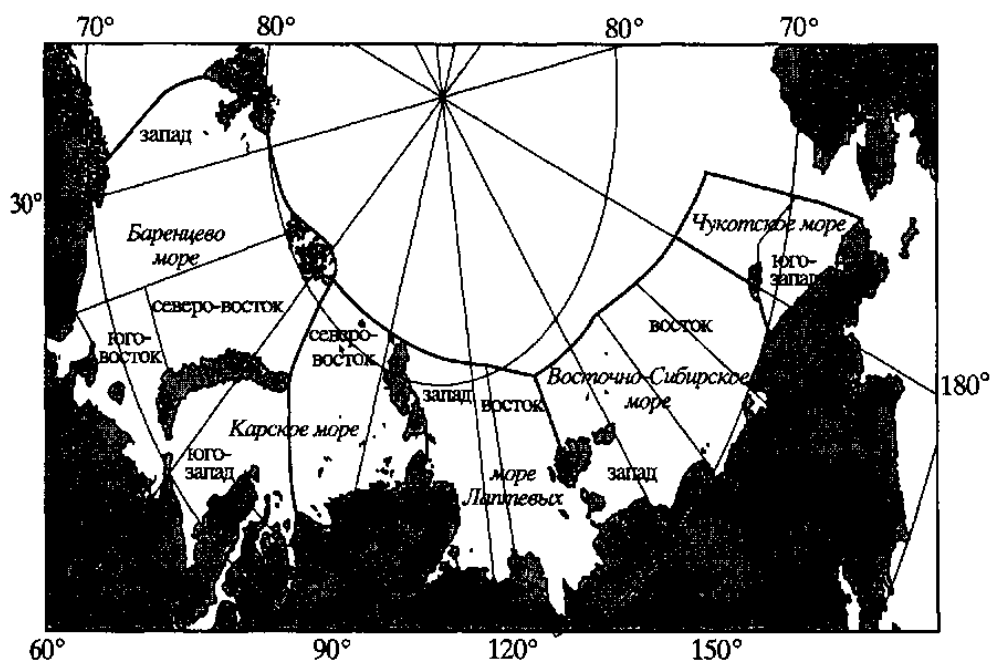 70° 80° 80° 70°
запад
30°
Баренцево
море
Чукотское море
северо-восток
юго-
запад
юго-
восток
северо-
восток
восток
Восточно-Сибирское
море
180°
запад
восток
Карское море
юго-
запад
море
Лаптевых
запад
60° 90° 120° 150°